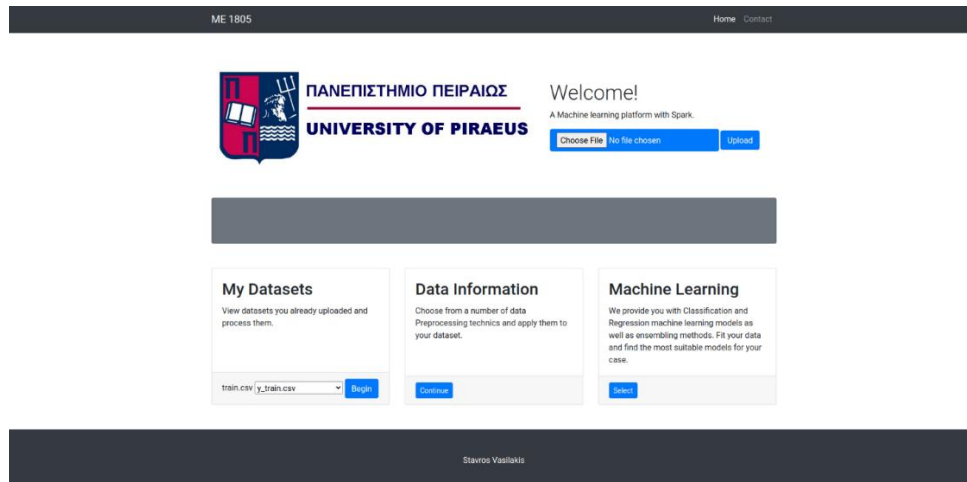 ME 1805
Home Contact
ΠΑΝΕΠΙΣΤΗΜΙΟ ΠΕΙΡΑΙΩΣ
UNIVERSITY OF PIRAEUS
Welcome!
A Machine learning platform with Spark.
Choose File No file chosen Upload
My Datasets
View datasets you already uploaded and
process them.
train.csv y_train.csv Begin
Data Information
Choose from a number of data
Preprocessing technics and apply them to
your dataset.
Continue
Machine Learning
We provide you with Classification and
Regression machine learning models as
well as ensembling methods. Fit your data
and find the most suitable models for your
case.
Select
Stavros Vasilakis